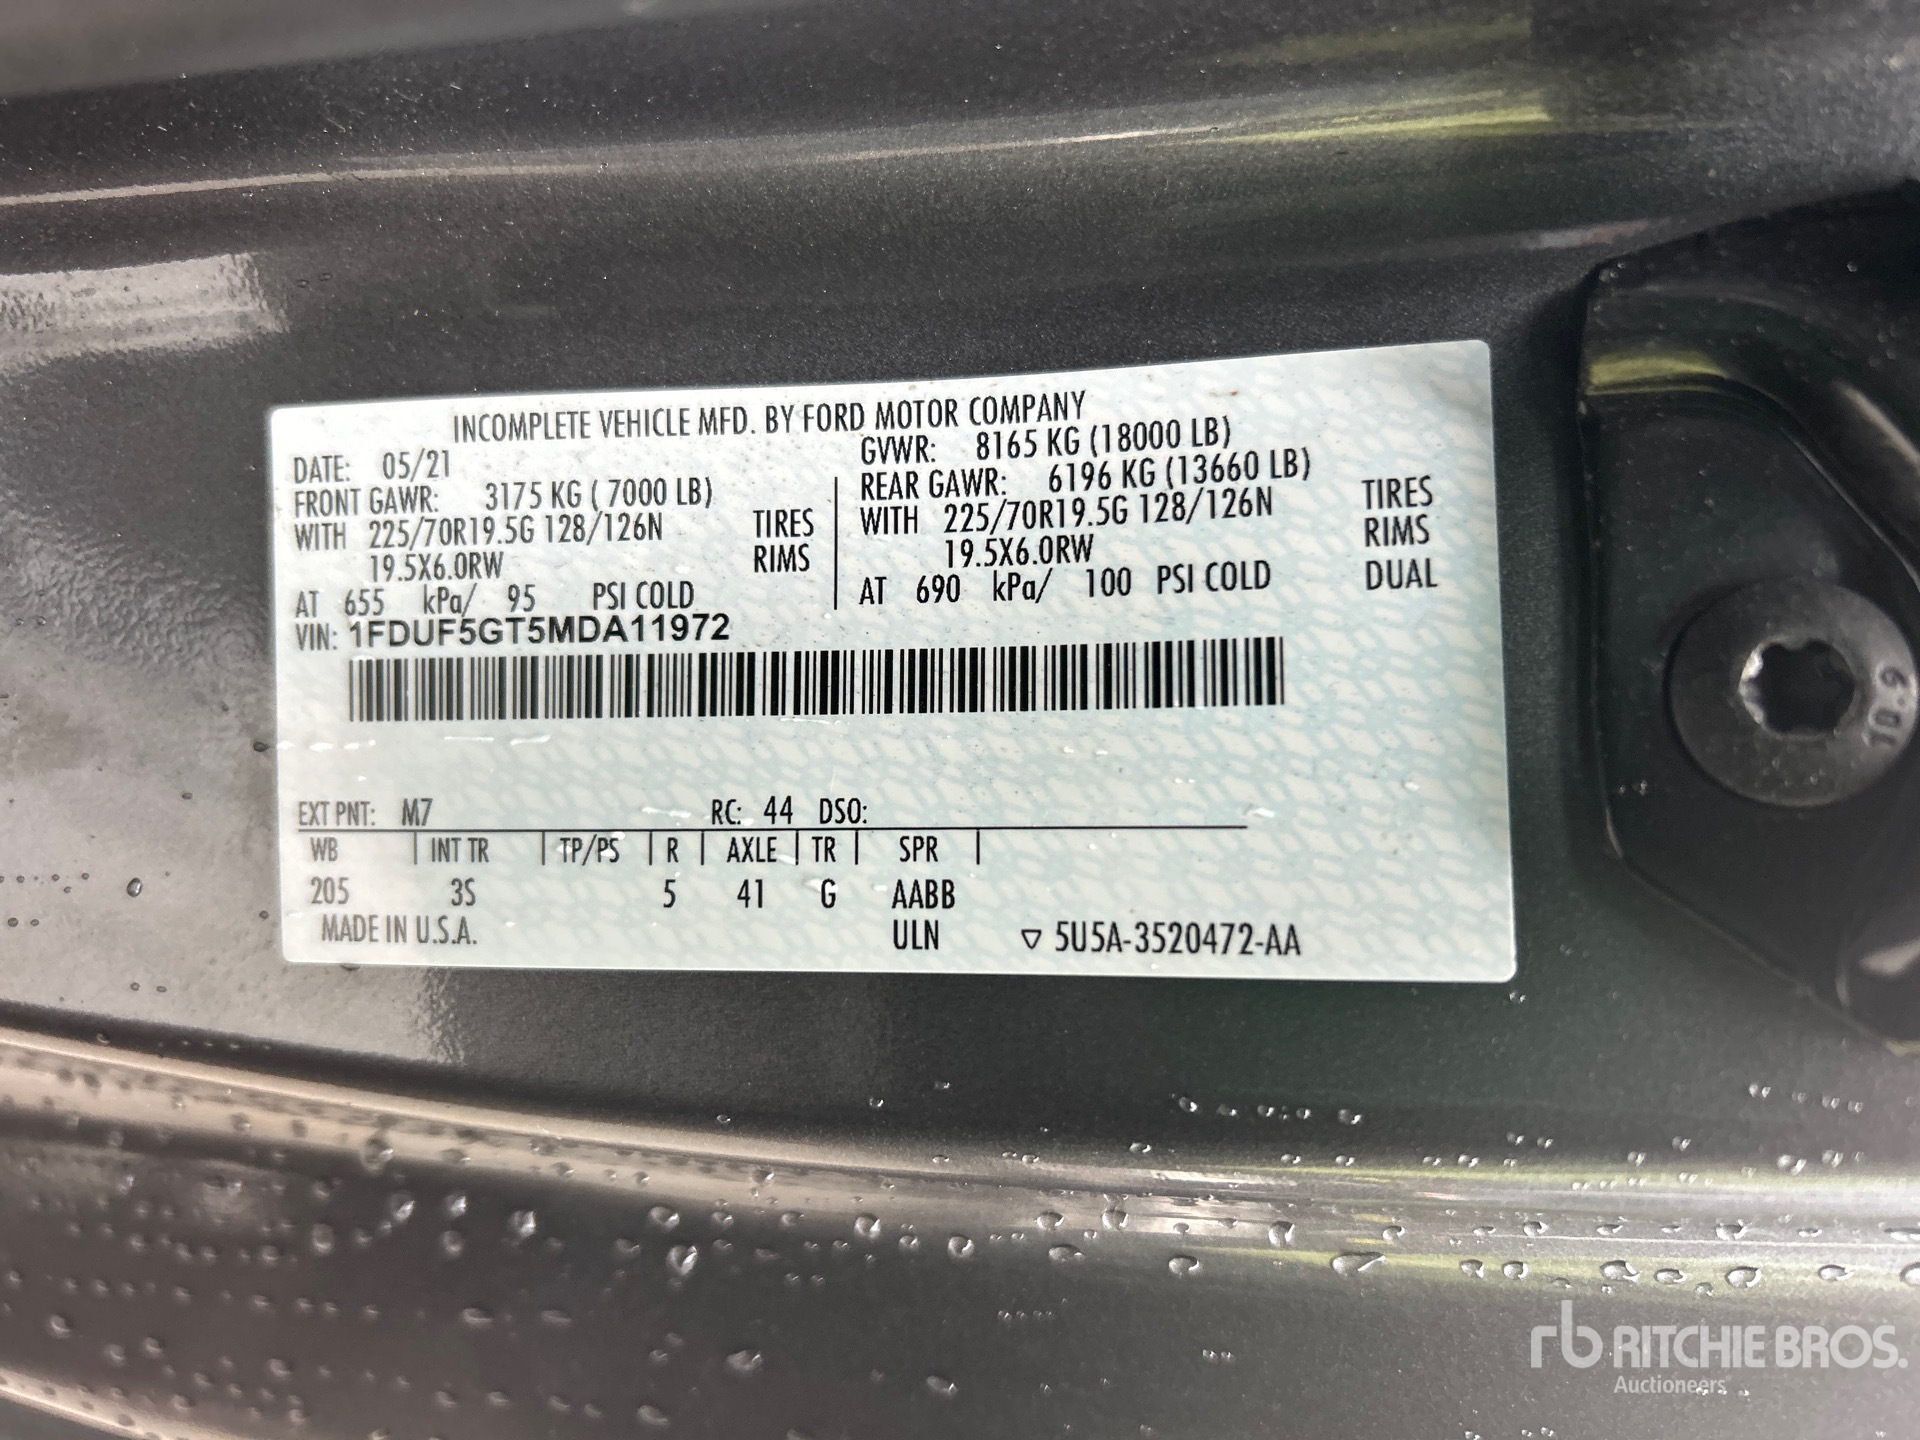 INCOMPLETE VEHICLE MFD. BY FORD MOTOR COMPANY
DATE: 05/21
GVWR: 8165 KG (18000 LB)
FRONT GAWR: 3175 KG ( 7000 LB)
WITH 225/70R19.5G 128/126N TIRES
19.5X6.0RW RIMS
AT 655 kPa/ 95 PSI COLD
REAR GAWR: 6196 KG (13660 LB)
WITH 225/70R19.5G 128/126N TIRES
19.5X6.0RW RIMS
AT 690 kPa/ 100 PSI COLD DUAL
VIN: 1FDUF5GT5MDA11972
EXT PNT: M7 RC: 44 DSO:
WB INT TR TP/PS R AXLE TR SPR
205 3S 5 41 G AABB
MADE IN U.S.A. ULN ▽ 5U5A-3520472-AA
10.9
rb RITCHIE BROS.
Auctioneers